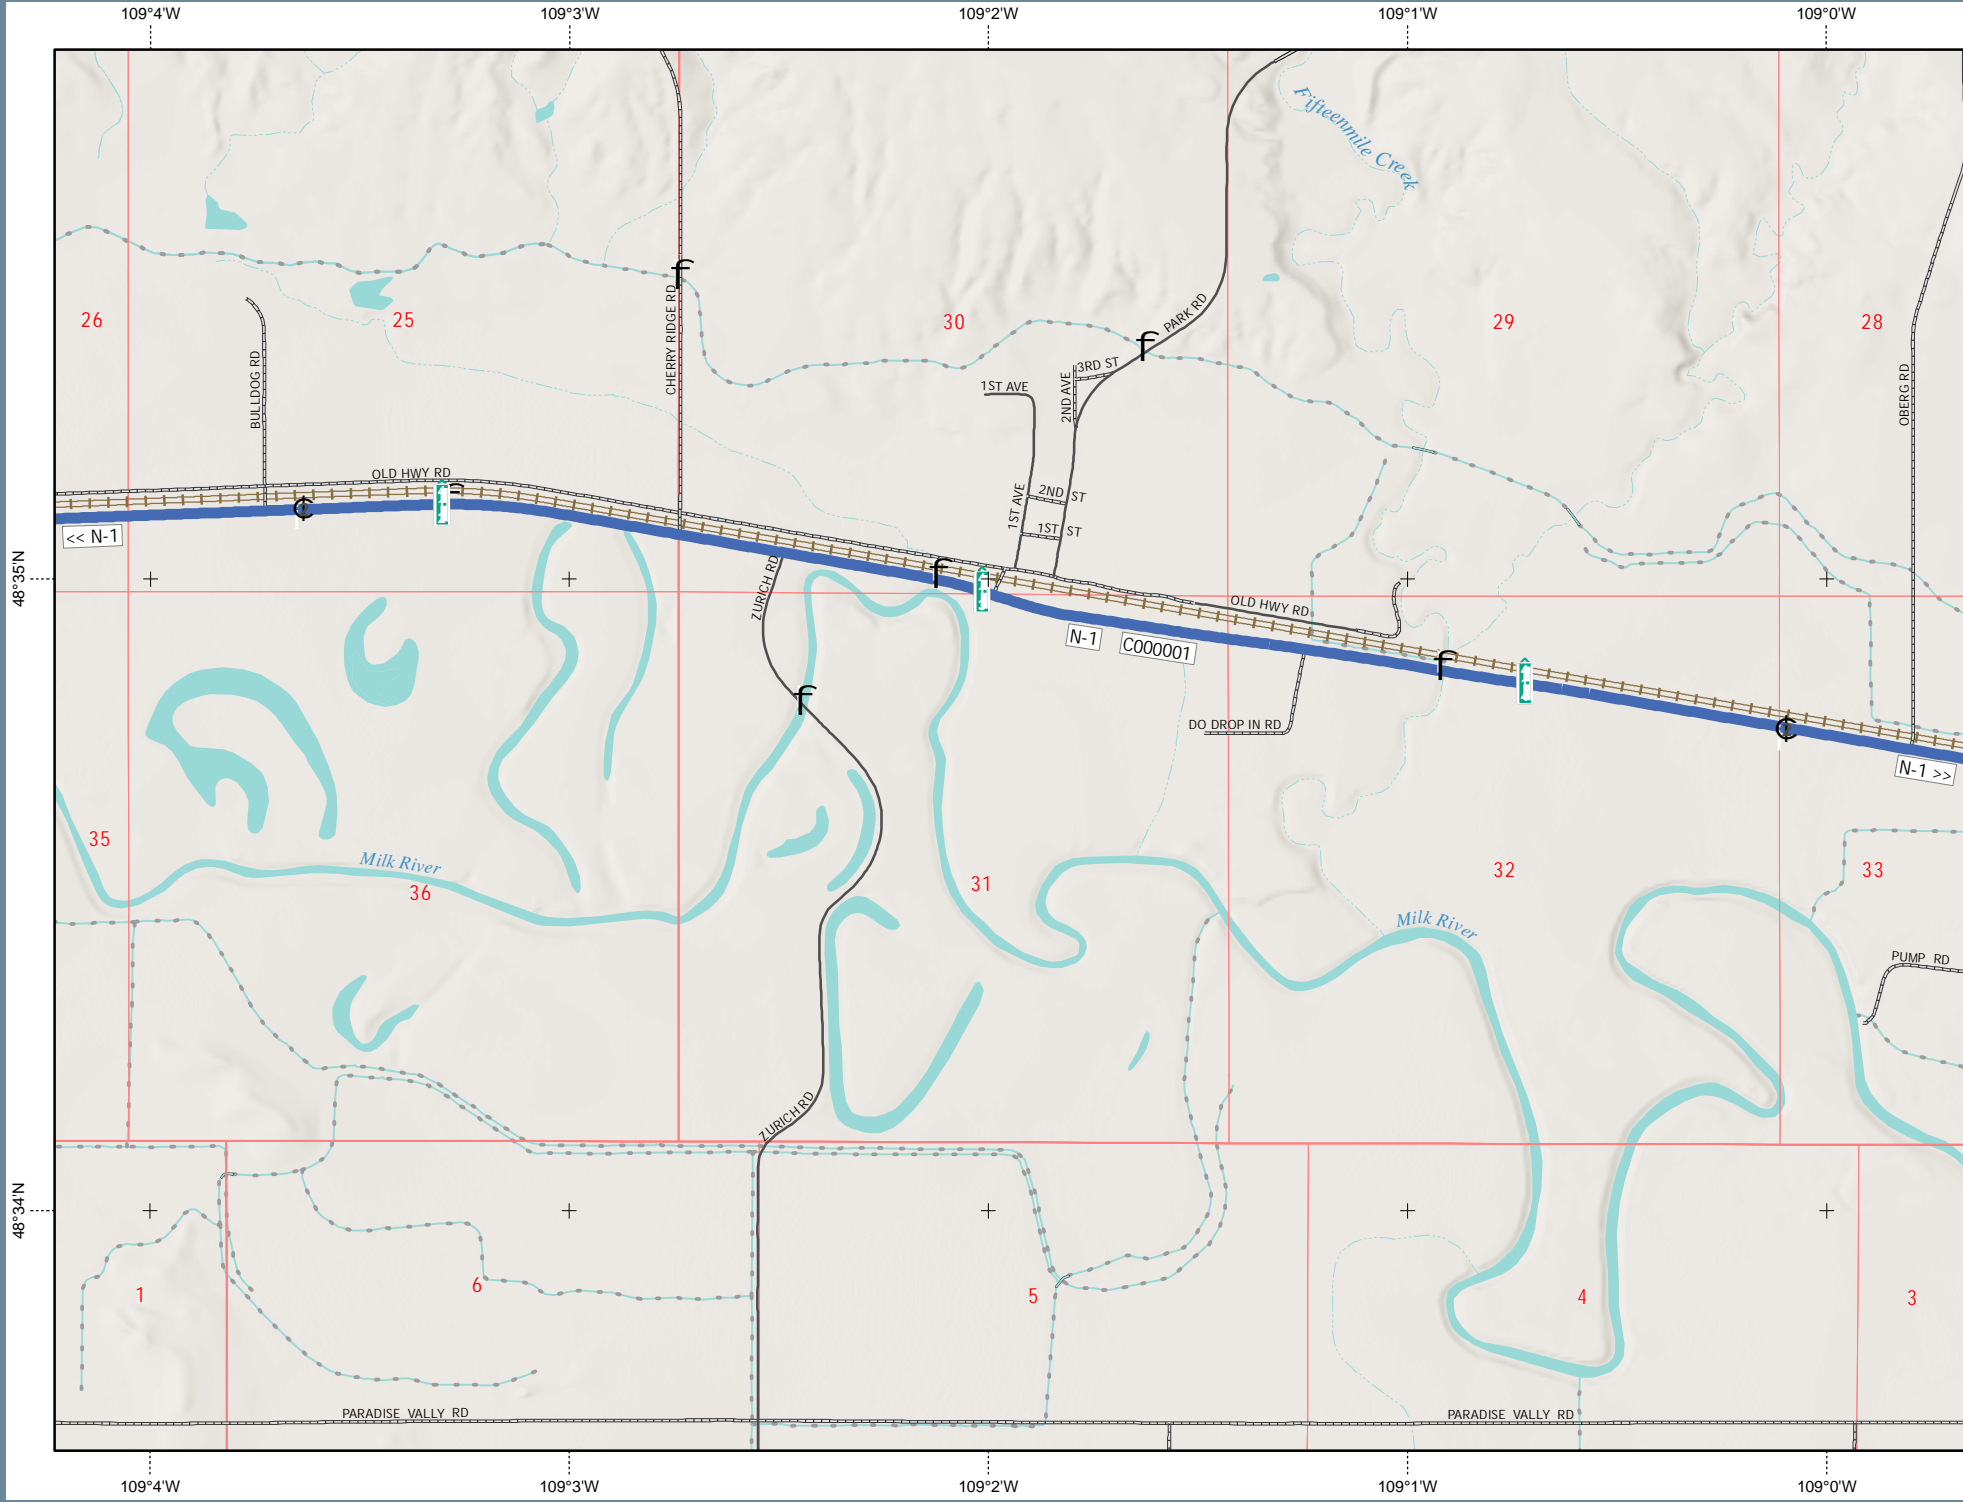 109°4'W
109°3'W
109°2'W
109°1'W
109°0'W
Fifteenmile Creek
26
25
30
29
28
CHERRY RIDGE RD
PARK RD
3RD ST
2ND AVE
1ST AVE
BULLDOG RD
OBERG RD
OLD HWY RD
1ST AVE
2ND ST
1ST ST
<< N-1
48°35'N
ZURICH RD
OLD HWY RD
N-1
C000001
DO DROP IN RD
N-1 >>
35
Milk River
36
31
32
33
Milk River
PUMP RD
ZURICH RD
48°34'N
1
6
5
4
3
PARADISE VALLY RD
PARADISE VALLY RD
109°4'W
109°3'W
109°2'W
109°1'W
109°0'W